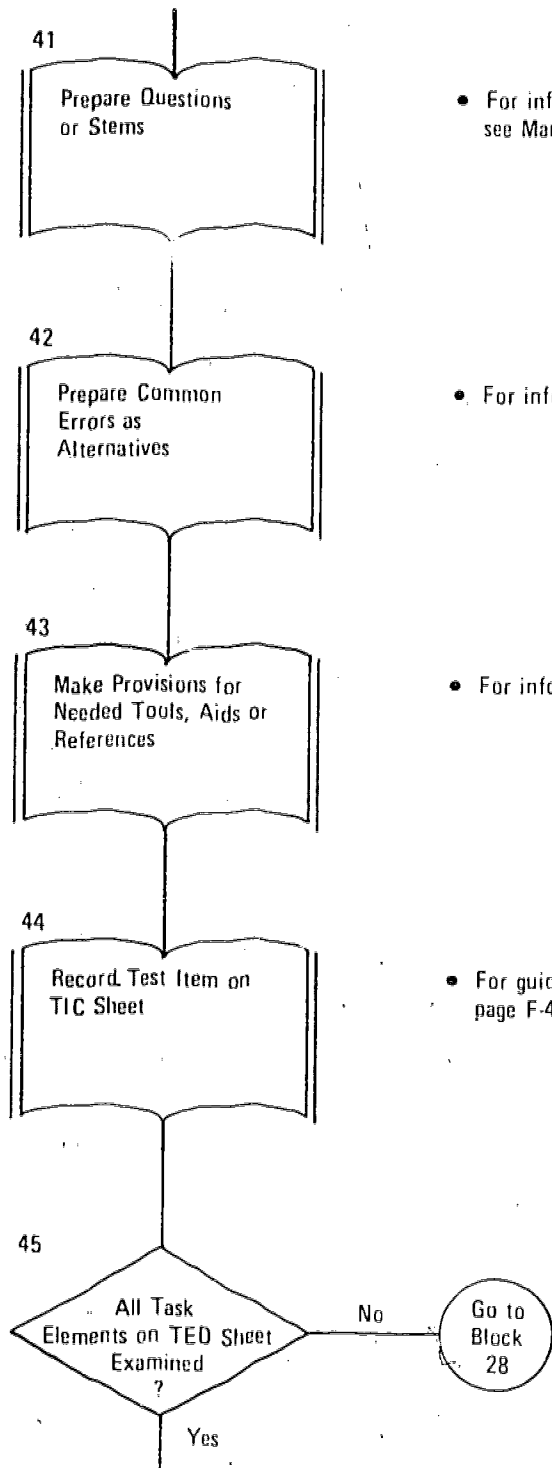 41
Prepare Questions
or Stems
• For inf
see Ma
42
Prepare Common
Errors as
Alternatives
• For inf
43
Make Provisions for
Needed Tools, Aids or
References
• For info
44
Record Test Item on
TIC Sheet
• For guid
page F-4
45
All Task
Elements on TED Sheet
Examined
?
No
Go to
Block
28
Yes